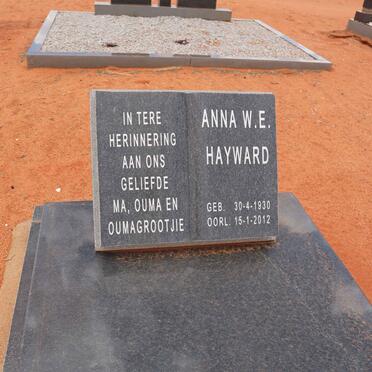 IN TERE
HERINNERING
AAN ONS
GELIEFDE
MA, OUMA EN
OUMAGROOTJIE
ANNA W.E.
HAYWARD
GEB. 30-4-1930
OORL. 15-1-2012